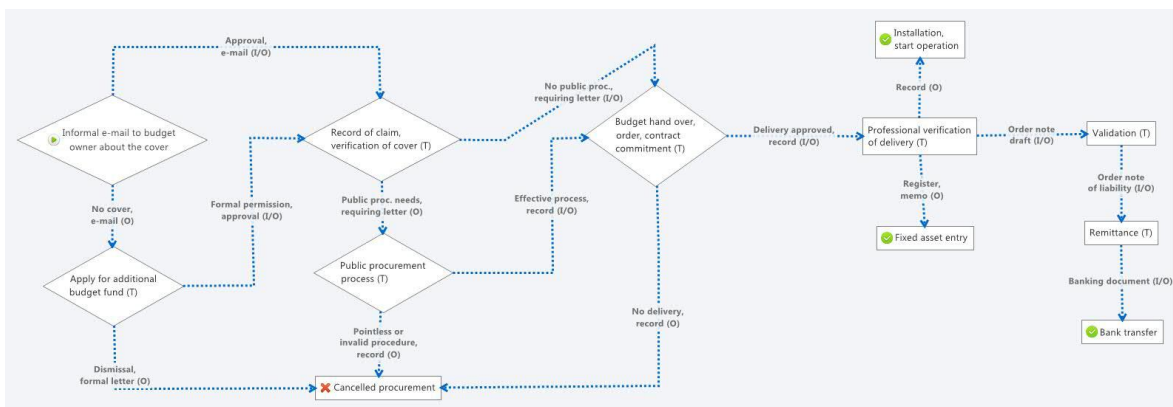 Approval,
e-mail (I/O)
Installation,
start operation
No public proc.,
requiring letter (I/O)
Record (O)
Informal e-mail to budget
owner about the cover
Record of claim,
verification of cover (T)
Budget hand over,
order, contract
commitment (T)
Delivery approved,
record (I/O)
Professional verification
of delivery (T)
Order note
draft (I/O)
Validation (T)
No cover,
e-mail (O)
Formal permission,
approval (I/O)
Public proc. needs,
requiring letter (O)
Effective process,
record (I/O)
Register,
memo (O)
Order note
of liability (I/O)
Fixed asset entry
Remittance (T)
Apply for additional
budget fund (T)
Public procurement
process (T)
Banking document (I/O)
No delivery,
record (O)
Pointless or
invalid procedure,
record (O)
Bank transfer
Dismissal,
formal letter (O)
Cancelled procurement